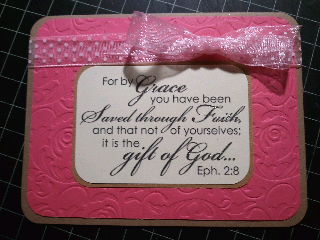 For by Grace
you have been
Saved through Faith,
and that not of yourselves;
it is the
gift of God...
Eph. 2:8